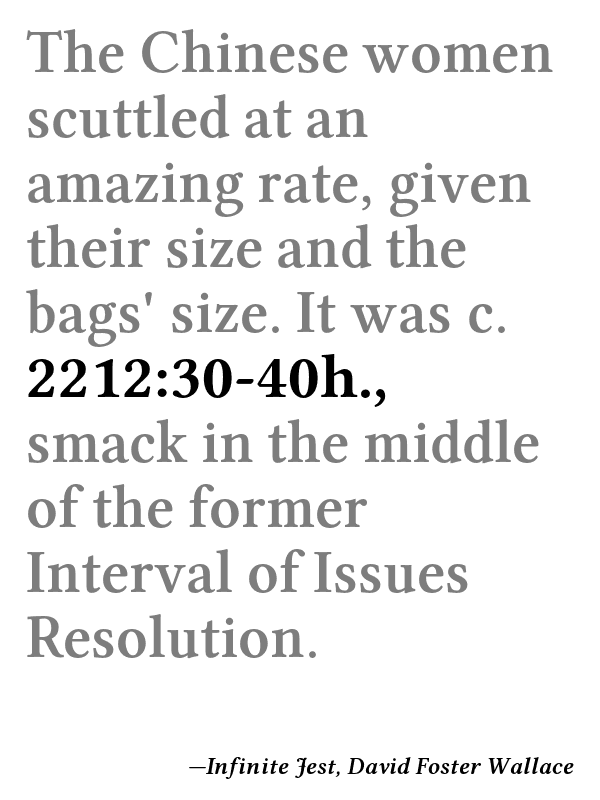 The Chinese women
scuttled at an
amazing rate, given
their size and the
bags' size. It was c.
2212:30-40h.,
smack in the middle
of the former
Interval of Issues
Resolution.
—Infinite Jest, David Foster Wallace